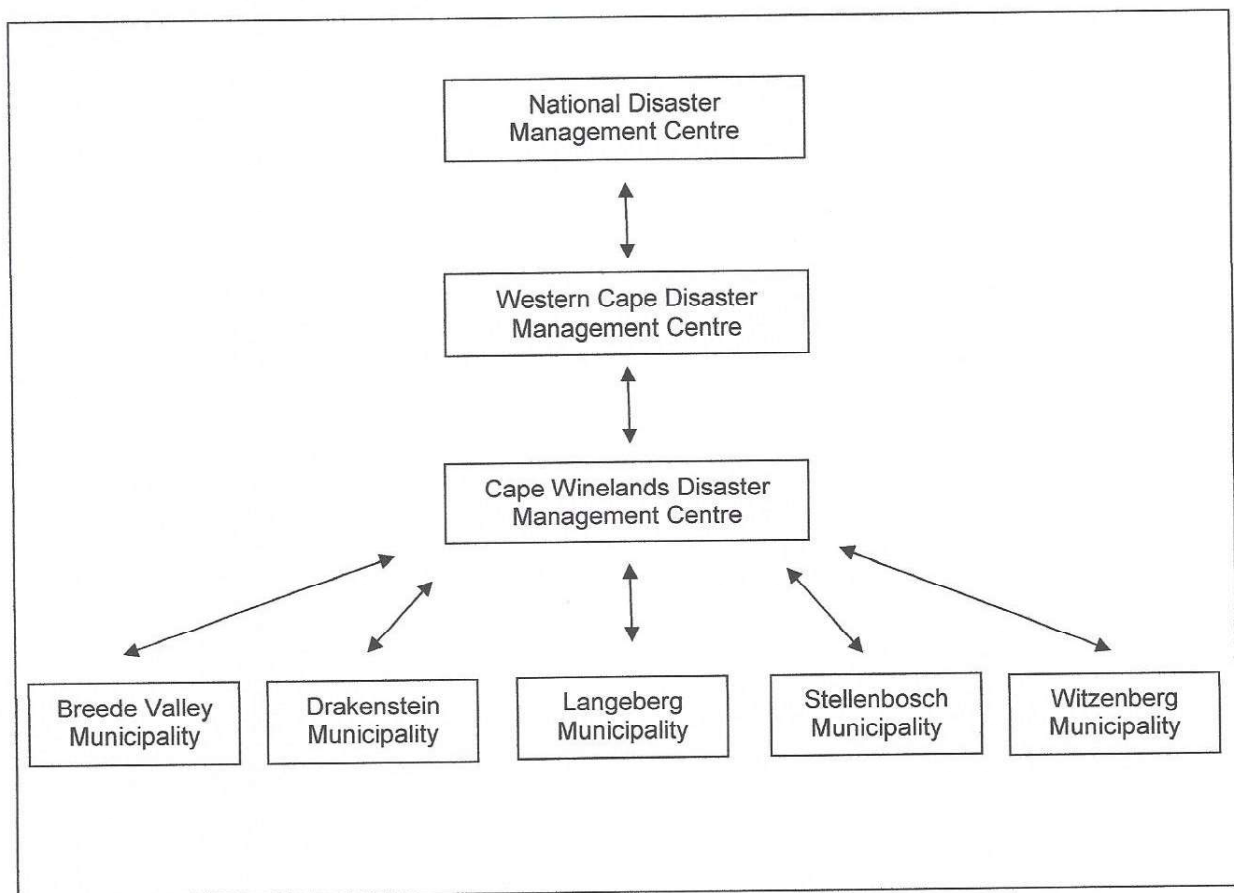 National Disaster
Management Centre
Western Cape Disaster
Management Centre
Cape Winelands Disaster
Management Centre
Breede Valley
Municipality
Drakenstein
Municipality
Langeberg
Municipality
Stellenbosch
Municipality
Witzenberg
Municipality